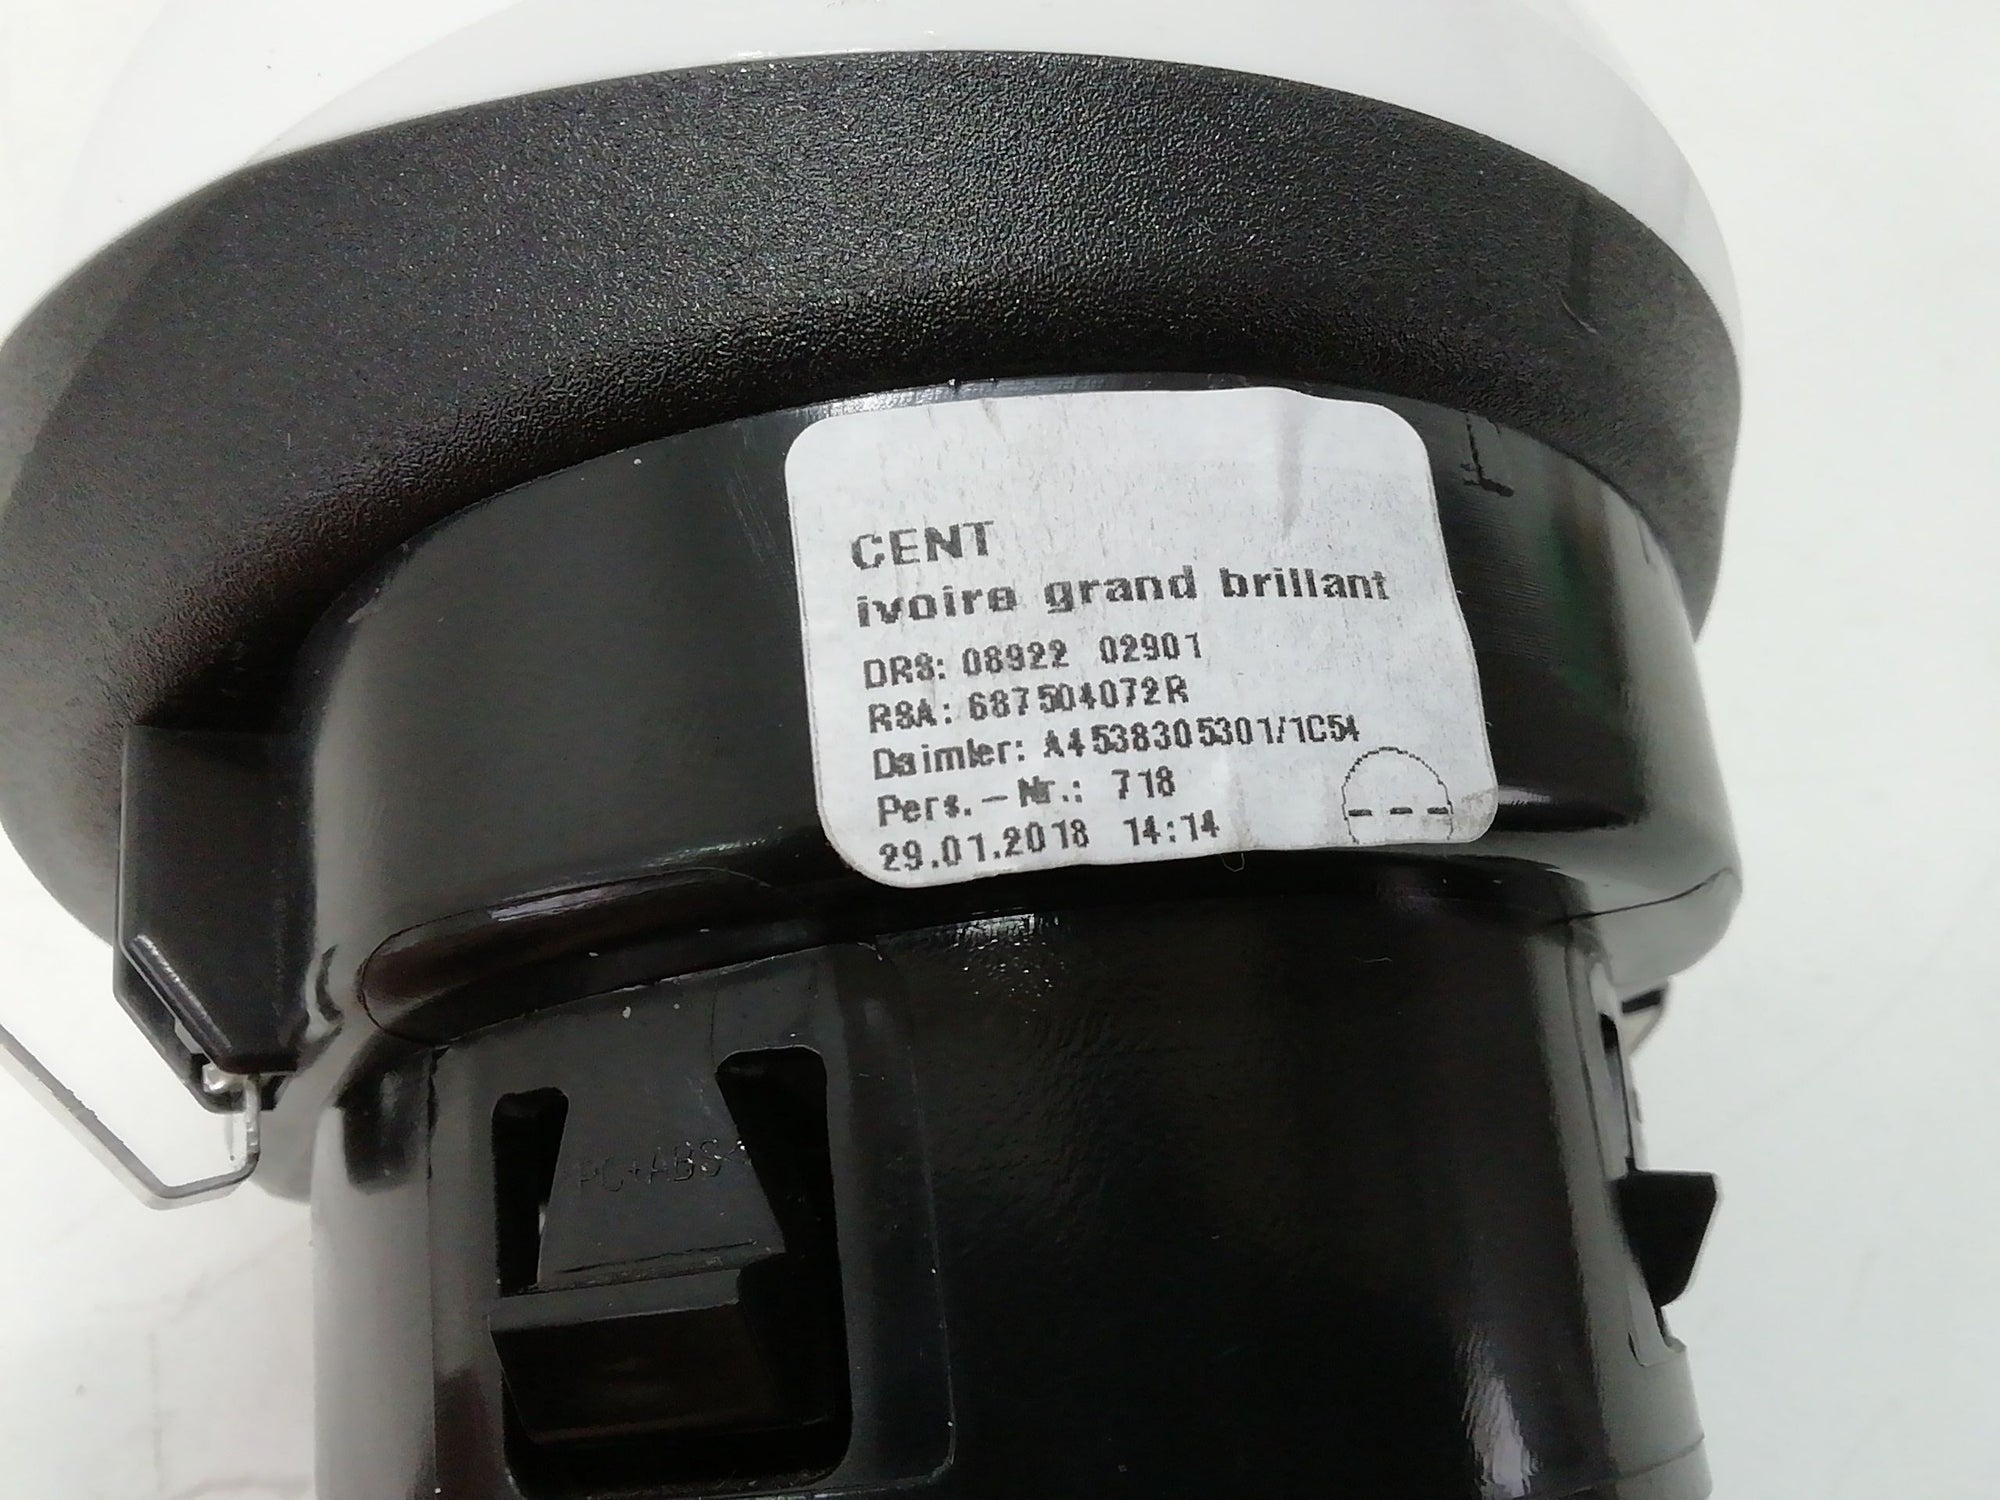 CENT
ivoire grand brillant
DRS: 08922 02901
RSA: 687504072R
Daimler: A4538305301/1C54
Pers.-Nr.: 718
29.01.2018 14:14
>PC+ABS<